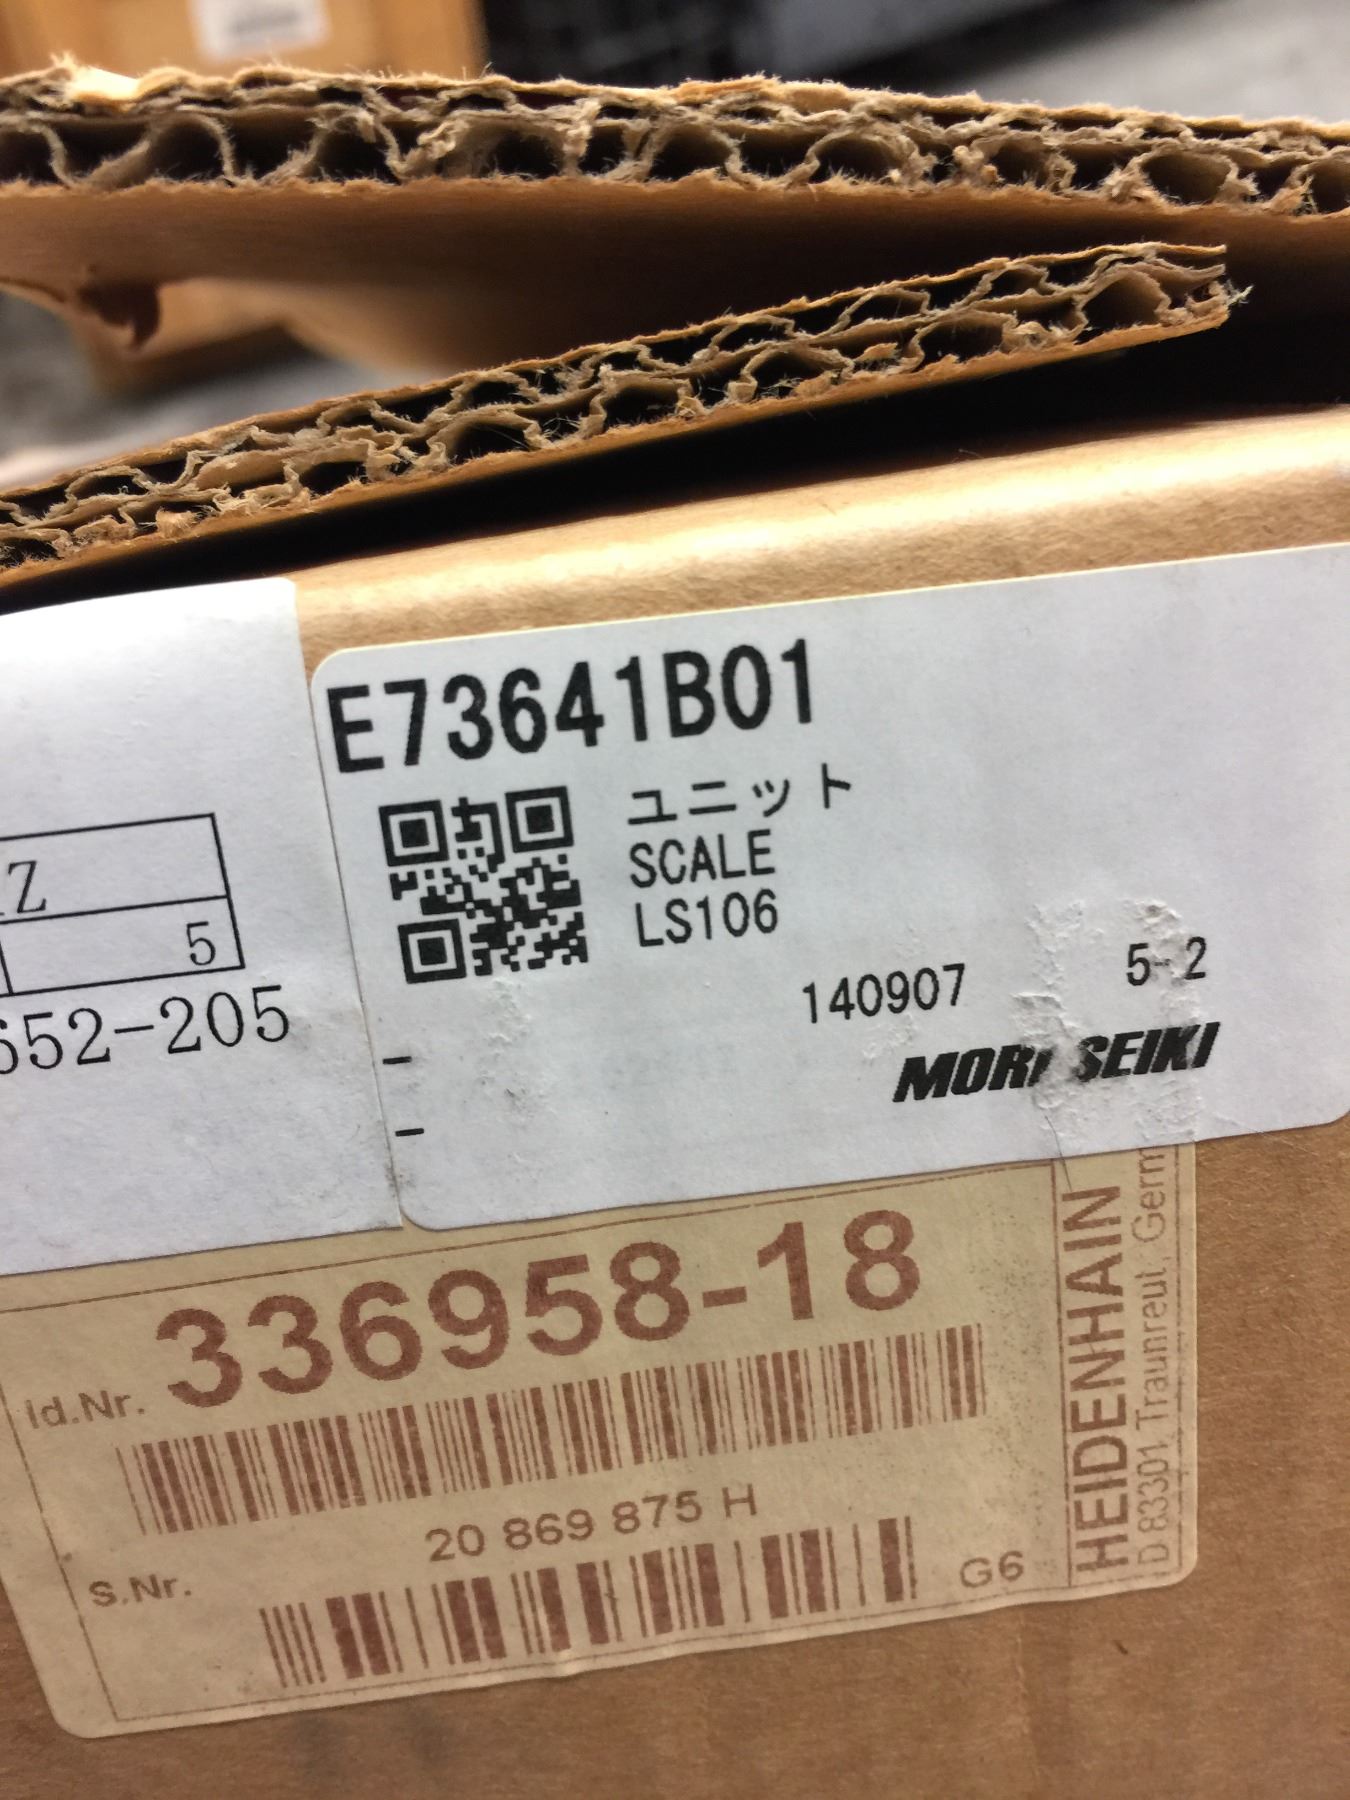 E73641B01
ユニット
SCALE
LS106
5
652-205
140907
5-2
MORI SEIKI
336958-18
Id.Nr.
20 869 875 H
S.Nr.
G6
HEIDENHAIN
D 83301 Traunreut, Germ